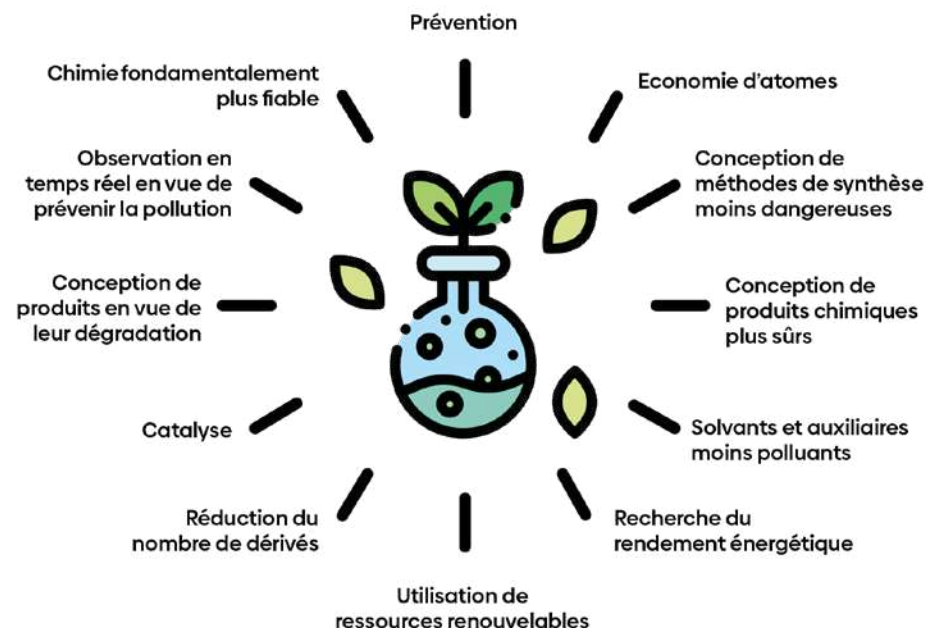 Prévention
Economie d'atomes
Conception de
méthodes de synthèse
moins dangereuses
Conception de
produits chimiques
plus sûrs
Solvants et auxiliaires
moins polluants
Recherche du
rendement énergétique
Utilisation de
ressources renouvelables
Réduction du
nombre de dérivés
Catalyse
Conception de
produits en vue de
leur dégradation
Observation en
temps réel en vue de
prévenir la pollution
Chimie fondamentalement
plus fiable